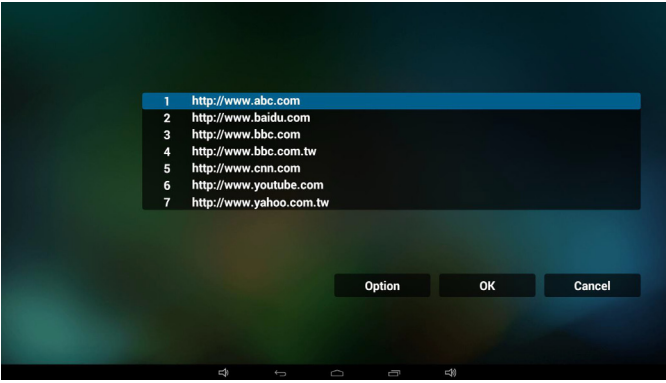 1 http://www.abc.com
2 http://www.baidu.com
3 http://www.bbc.com
4 http://www.bbc.com.tw
5 http://www.cnn.com
6 http://www.youtube.com
7 http://www.yahoo.com.tw
Option OK Cancel